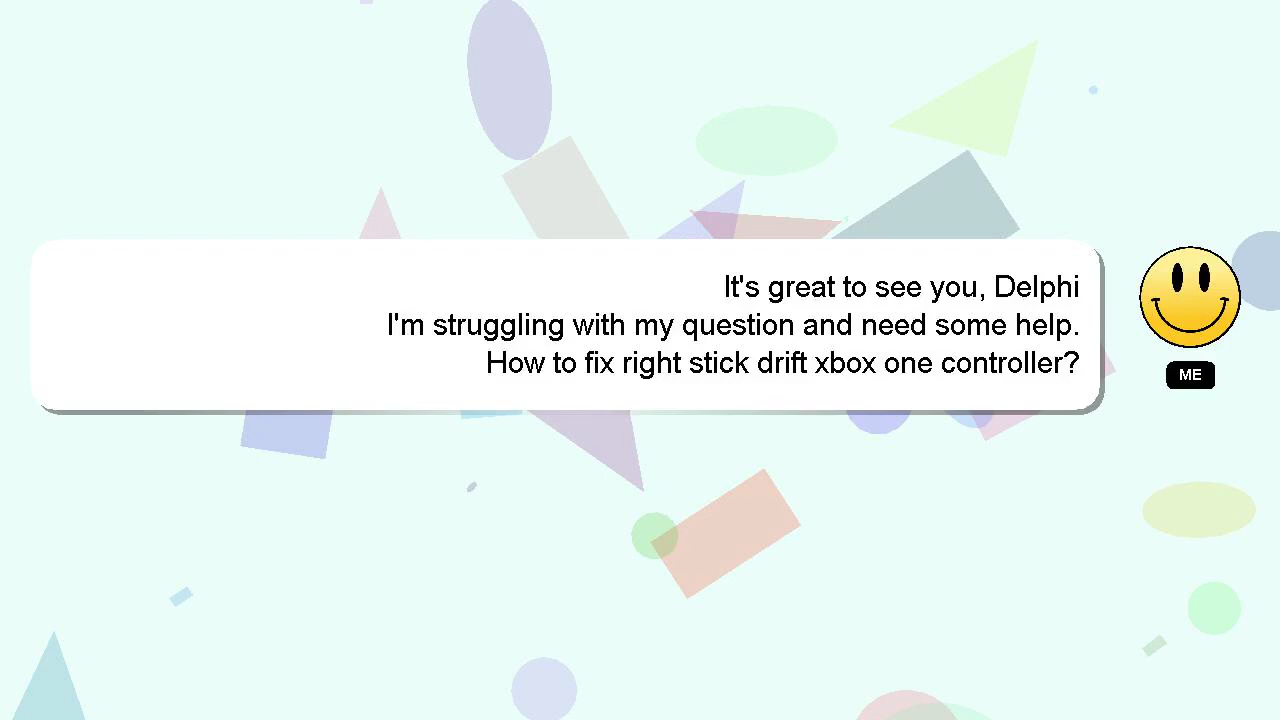 It's great to see you, Delphi
I'm struggling with my question and need some help.
How to fix right stick drift xbox one controller?
ME